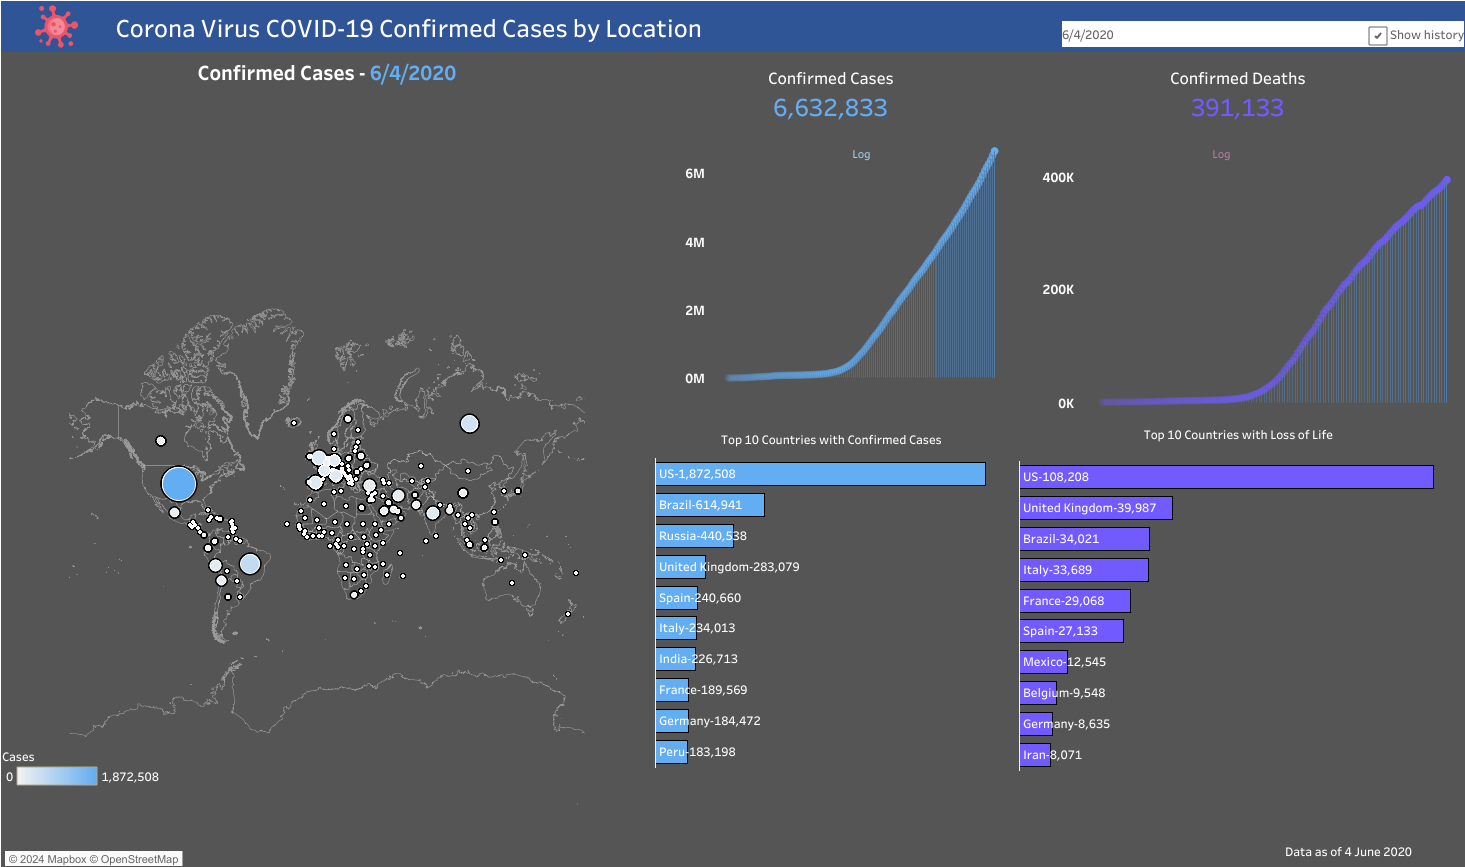 Corona Virus COVID-19 Confirmed Cases by Location
6/4/2020
Show history
Confirmed Cases - 6/4/2020
Confirmed Cases
6,632,833
Confirmed Deaths
391,133
Log
6M
4M
2M
0M
Log
400K
200K
0K
Top 10 Countries with Confirmed Cases
US-1,872,508
Brazil-614,941
Russia-440,538
United Kingdom-283,079
Spain-240,660
Italy-234,013
India-226,713
France-189,569
Germany-184,472
Peru-183,198
Top 10 Countries with Loss of Life
US-108,208
United Kingdom-39,987
Brazil-34,021
Italy-33,689
France-29,068
Spain-27,133
Mexico-12,545
Belgium-9,548
Germany-8,635
Iran-8,071
Cases
0 1,872,508
© 2024 Mapbox © OpenStreetMap
Data as of 4 June 2020